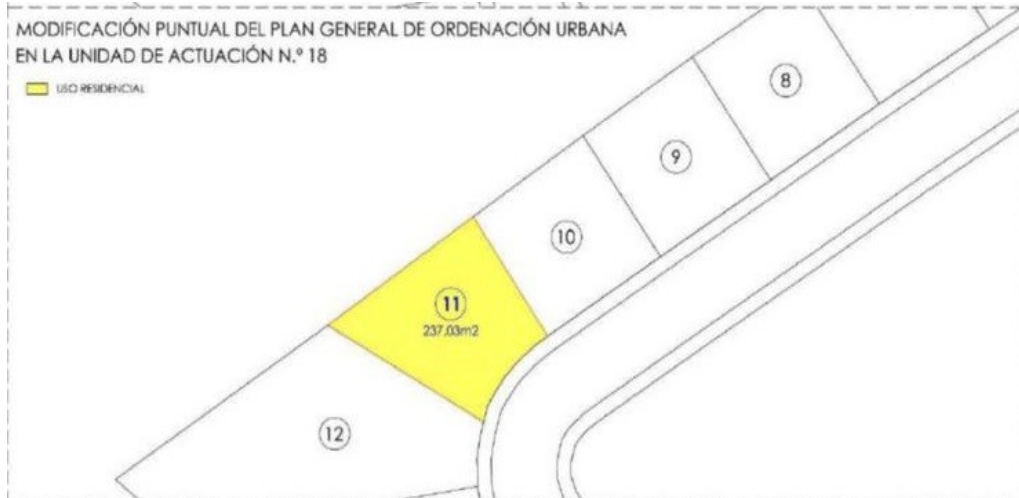 MODIFICACIÓN PUNTUAL DEL PLAN GENERAL DE ORDENACIÓN URBANA
EN LA UNIDAD DE ACTUACIÓN N.º 18
USO RESIDENCIAL
8
9
10
11
237,03m2
12